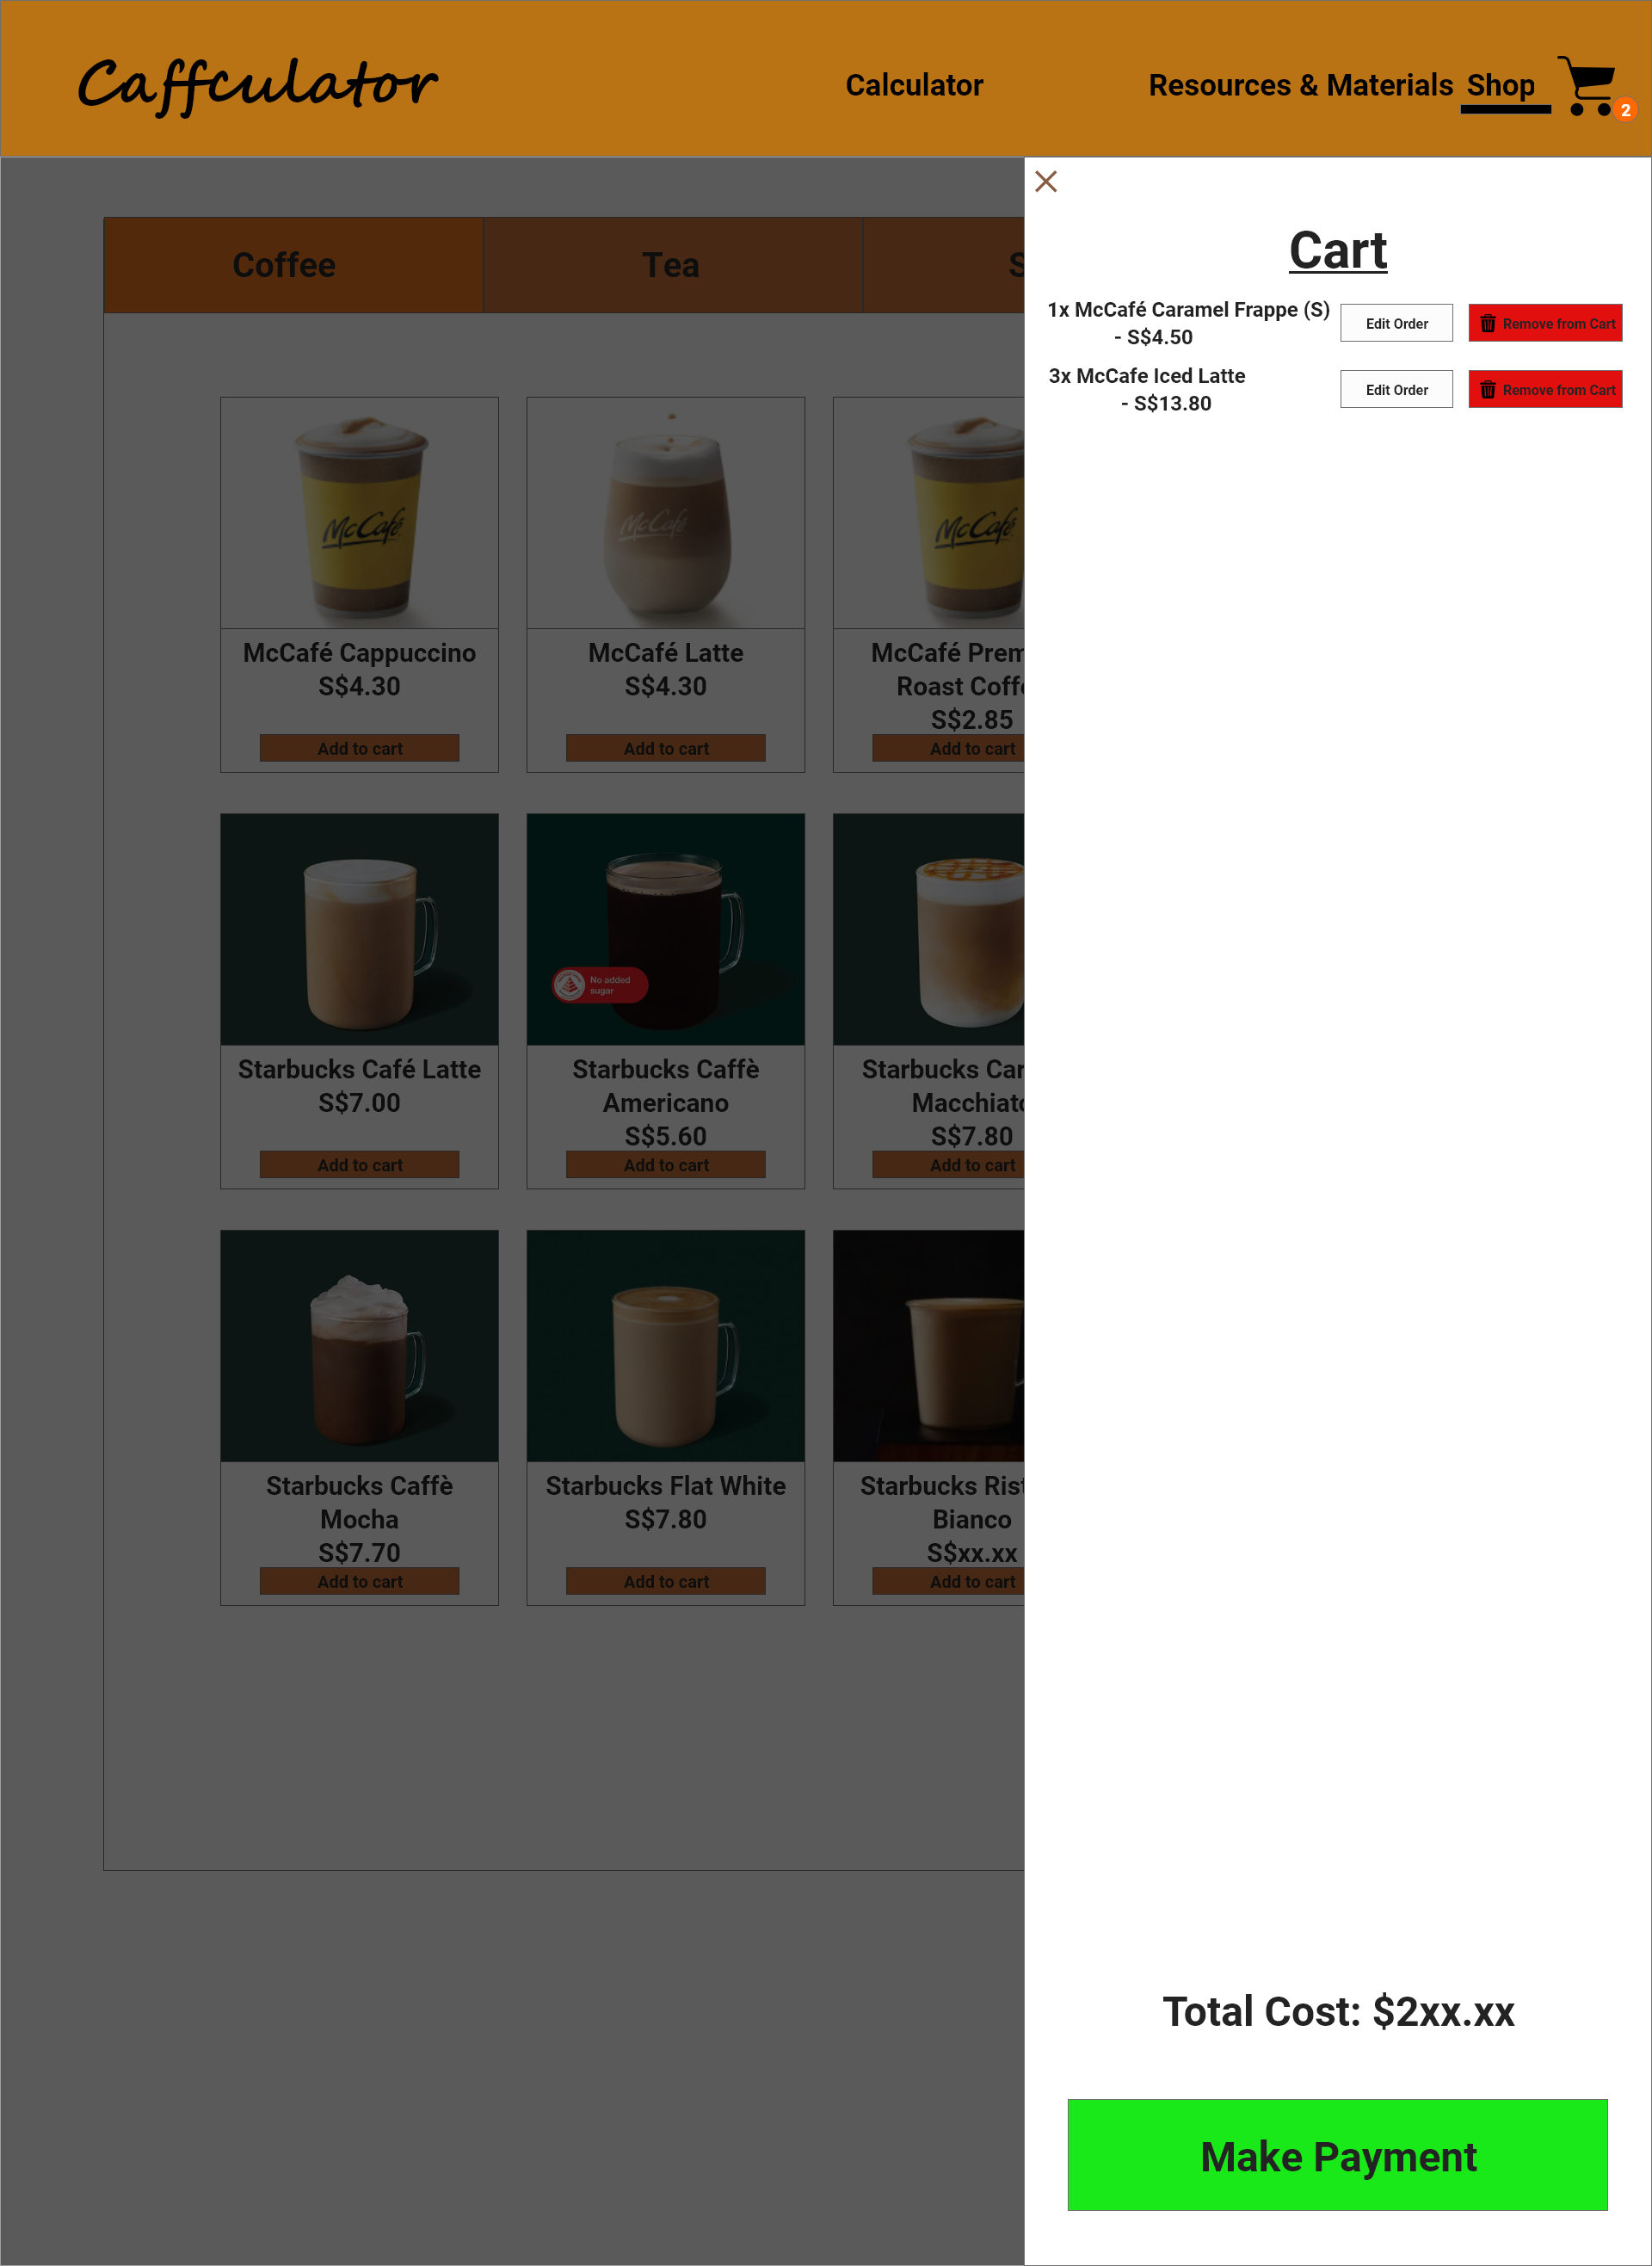 Caffculator
Calculator
Resources & Materials
Shop
2
Coffee
Tea
S
Cart
1x McCafé Caramel Frappe (S)
- S$4.50
Edit Order
Remove from Cart
3x McCafe Iced Latte
- S$13.80
Edit Order
Remove from Cart
McCafé
McCafé
McCafé
McCafé Cappuccino
S$4.30
Add to cart
McCafé Latte
S$4.30
Add to cart
McCafé Prem
Roast Coffe
S$2.85
Add to cart
No added
sugar
Starbucks Café Latte
S$7.00
Add to cart
Starbucks Caffè
Americano
S$5.60
Add to cart
Starbucks Car
Macchiato
S$7.80
Add to cart
Starbucks Caffè
Mocha
S$7.70
Add to cart
Starbucks Flat White
S$7.80
Add to cart
Starbucks Rist
Bianco
S$xx.xx
Add to cart
Total Cost: $2xx.xx
Make Payment